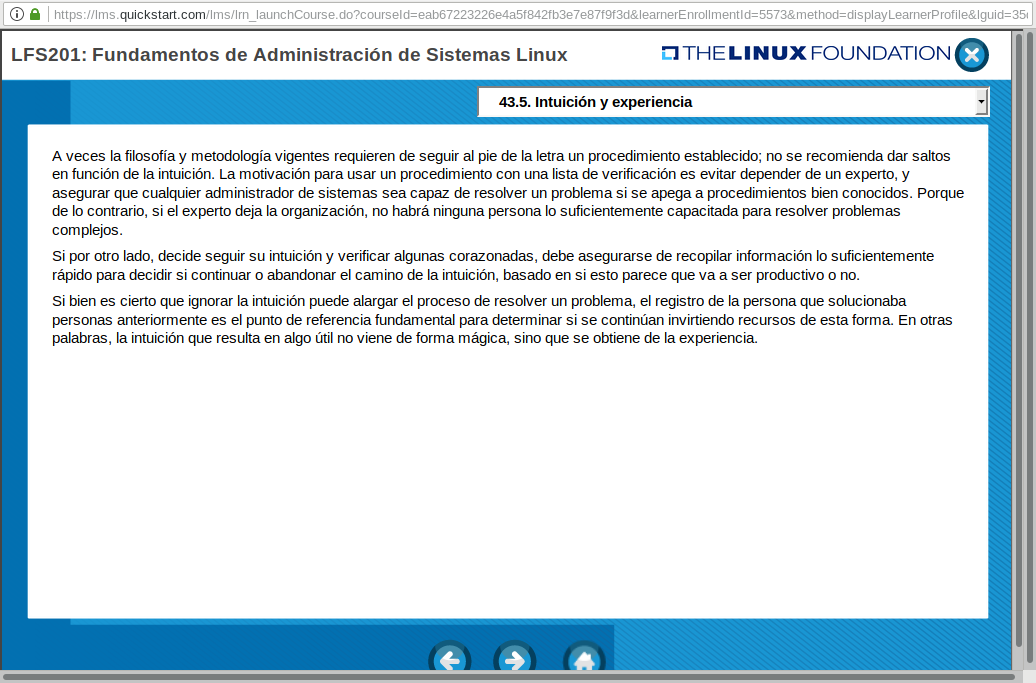 https://lms.quickstart.com/lms/lrn_launchCourse.do?courseId=eab67223226e4a5f842fb3e7e87f9f3d&learnerEnrollmentId=5573&method=displayLearnerProfile&lguid=35
LFS201: Fundamentos de Administración de Sistemas Linux
THE LINUX FOUNDATION
43.5. Intuición y experiencia
A veces la filosofía y metodología vigentes requieren de seguir al pie de la letra un procedimiento establecido; no se recomienda dar saltos
en función de la intuición. La motivación para usar un procedimiento con una lista de verificación es evitar depender de un experto, y
asegurar que cualquier administrador de sistemas sea capaz de resolver un problema si se apega a procedimientos bien conocidos. Porque
de lo contrario, si el experto deja la organización, no habrá ninguna persona lo suficientemente capacitada para resolver problemas
complejos.
Si por otro lado, decide seguir su intuición y verificar algunas corazonadas, debe asegurarse de recopilar información lo suficientemente
rápido para decidir si continuar o abandonar el camino de la intuición, basado en si esto parece que va a ser productivo o no.
Si bien es cierto que ignorar la intuición puede alargar el proceso de resolver un problema, el registro de la persona que solucionaba
personas anteriormente es el punto de referencia fundamental para determinar si se continúan invirtiendo recursos de esta forma. En otras
palabras, la intuición que resulta en algo útil no viene de forma mágica, sino que se obtiene de la experiencia.